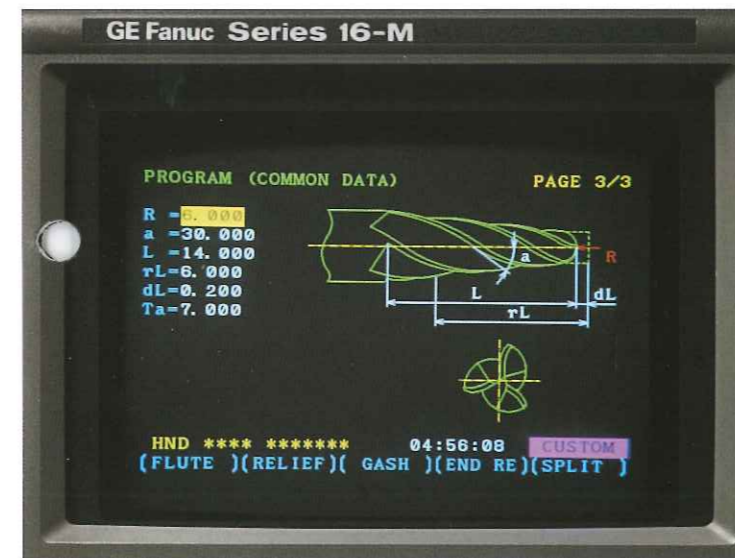 GE Fanuc Series 16-M
PROGRAM (COMMON DATA)
PAGE 3/3
R =6.000
a =30.000
L =14.000
rL=6.000
dL=0.200
Ta=7.000
a
R
L
dL
rL
HND **** *******
04:56:08
CUSTOM
(FLUTE )(RELIEF)( GASH )(END RE)(SPLIT )